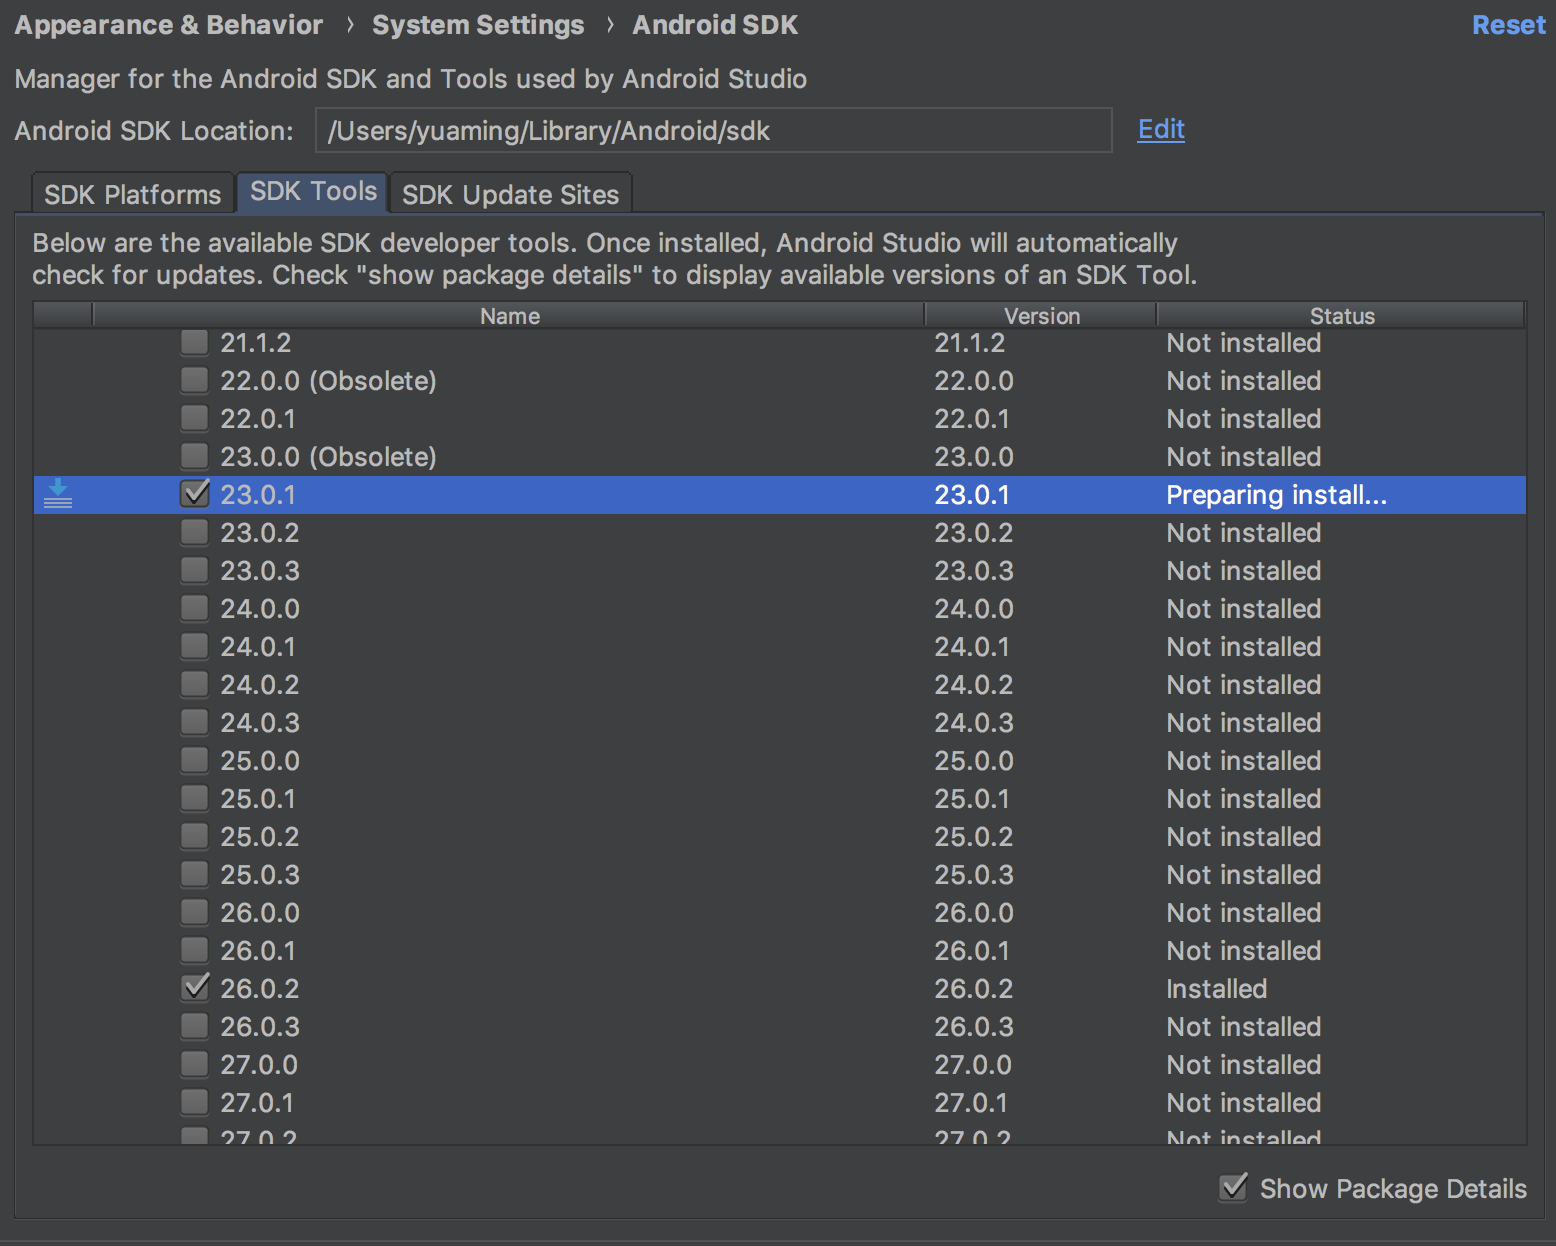 Appearance & Behavior › System Settings › Android SDK Reset
Manager for the Android SDK and Tools used by Android Studio
Android SDK Location: /Users/yuaming/Library/Android/sdk Edit
SDK Platforms SDK Tools SDK Update Sites
Below are the available SDK developer tools. Once installed, Android Studio will automatically
check for updates. Check "show package details" to display available versions of an SDK Tool.
Name Version Status
21.1.2 21.1.2 Not installed
22.0.0 (Obsolete) 22.0.0 Not installed
22.0.1 22.0.1 Not installed
23.0.0 (Obsolete) 23.0.0 Not installed
23.0.1 23.0.1 Preparing install...
23.0.2 23.0.2 Not installed
23.0.3 23.0.3 Not installed
24.0.0 24.0.0 Not installed
24.0.1 24.0.1 Not installed
24.0.2 24.0.2 Not installed
24.0.3 24.0.3 Not installed
25.0.0 25.0.0 Not installed
25.0.1 25.0.1 Not installed
25.0.2 25.0.2 Not installed
25.0.3 25.0.3 Not installed
26.0.0 26.0.0 Not installed
26.0.1 26.0.1 Not installed
26.0.2 26.0.2 Installed
26.0.3 26.0.3 Not installed
27.0.0 27.0.0 Not installed
27.0.1 27.0.1 Not installed
27.0.2 27.0.2 Not installed
Show Package Details